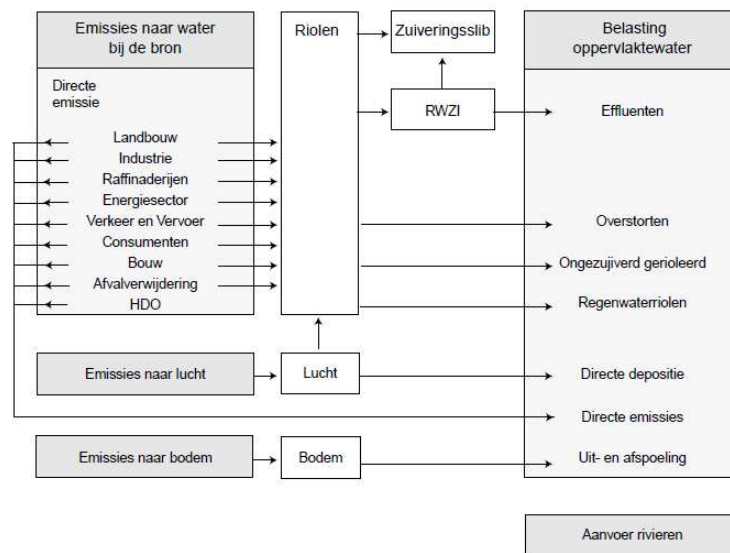 Emissies naar water
bij de bron
Riolen
Zuiveringsslib
Belasting
oppervlaktewater
Directe
emissie
RWZI
Effluenten
Landbouw
Industrie
Raffinaderijen
Energiesector
Verkeer en Vervoer
Overstorten
Consumenten
Bouw
Ongezujiverd gerioleerd
Afvalverwijdering
HDO
Regenwaterriolen
Emissies naar lucht
Lucht
Directe depositie
Directe emissies
Emissies naar bodem
Bodem
Uit- en afspoeling
Aanvoer rivieren